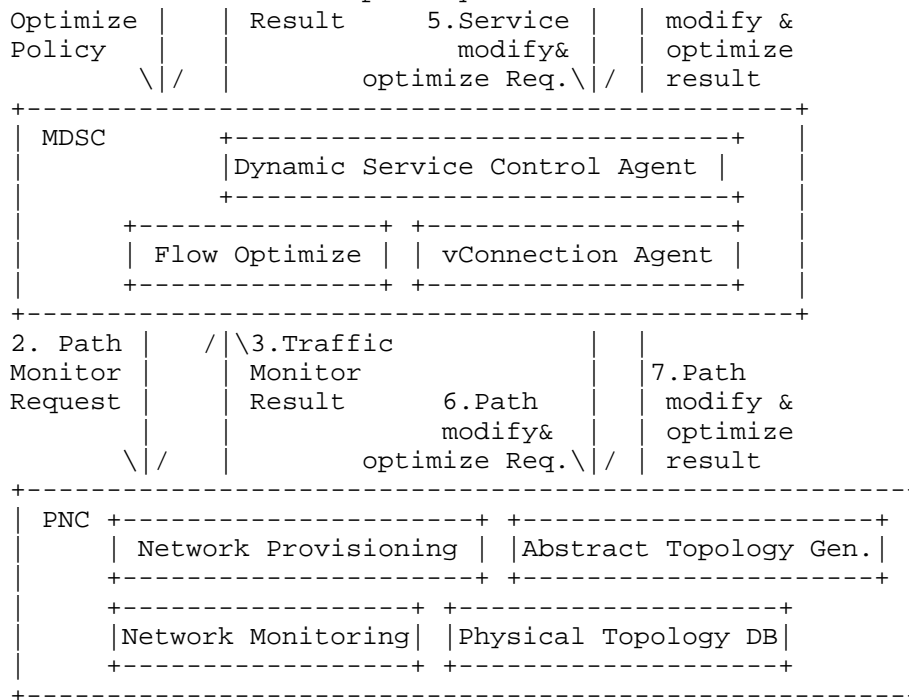 Optimize | | Result 5.Service | | modify &
Policy | | modify& | | optimize
\|/ | optimize Req.\|/ | result
+------------------------------------------------+
| MDSC +--------------------------------+ |
| |Dynamic Service Control Agent | |
| +--------------------------------+ |
| +---------------+ +-------------------+ |
| | Flow Optimize | | vConnection Agent | |
| +---------------+ +-------------------+ |
+------------------------------------------------+
2. Path | /|\3.Traffic | |
Monitor | | Monitor | |7.Path
Request | | Result 6.Path | | modify &
| | modify& | | optimize
\|/ | optimize Req.\|/ | result
+-------------------------------------------------------
| PNC +----------------------+ +----------------------+
| | Network Provisioning | |Abstract Topology Gen.|
| +----------------------+ +----------------------+
| +------------------+ +--------------------+
| |Network Monitoring| |Physical Topology DB|
| +------------------+ +--------------------+
+-------------------------------------------------------